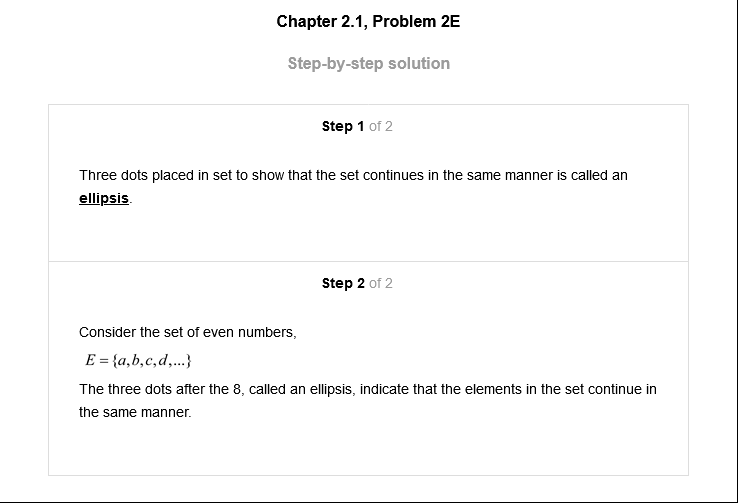 Chapter 2.1, Problem 2E
Step-by-step solution
Step 1 of 2
Three dots placed in set to show that the set continues in the same manner is called an
ellipsis.
Step 2 of 2
Consider the set of even numbers,
E = {a,b,c,d,...}
The three dots after the 8, called an ellipsis, indicate that the elements in the set continue in
the same manner.